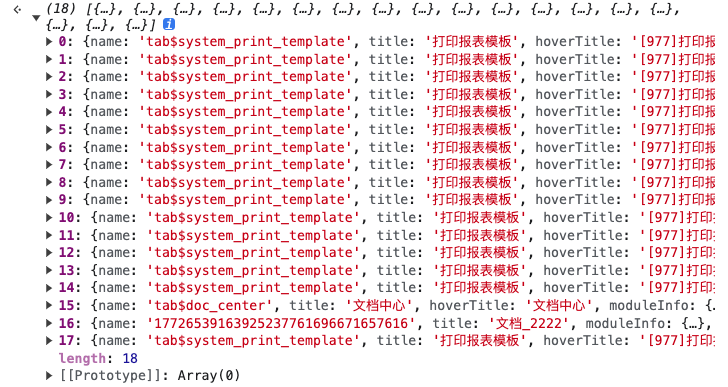 (18) [{…}, {…}, {…}, {…}, {…}, {…}, {…}, {…}, {…}, {…}, {…}, {…}, {…}, {…}, {…},
{…}, {…}, {…}] i
0: {name: 'tab$system_print_template', title: '打印报表模板', hoverTitle: '[977]打印报
1: {name: 'tab$system_print_template', title: '打印报表模板', hoverTitle: '[977]打印报
2: {name: 'tab$system_print_template', title: '打印报表模板', hoverTitle: '[977]打印报
3: {name: 'tab$system_print_template', title: '打印报表模板', hoverTitle: '[977]打印报
4: {name: 'tab$system_print_template', title: '打印报表模板', hoverTitle: '[977]打印报
5: {name: 'tab$system_print_template', title: '打印报表模板', hoverTitle: '[977]打印报
6: {name: 'tab$system_print_template', title: '打印报表模板', hoverTitle: '[977]打印报
7: {name: 'tab$system_print_template', title: '打印报表模板', hoverTitle: '[977]打印报
8: {name: 'tab$system_print_template', title: '打印报表模板', hoverTitle: '[977]打印报
9: {name: 'tab$system_print_template', title: '打印报表模板', hoverTitle: '[977]打印报
10: {name: 'tab$system_print_template', title: '打印报表模板', hoverTitle: '[977]打印
11: {name: 'tab$system_print_template', title: '打印报表模板', hoverTitle: '[977]打印
12: {name: 'tab$system_print_template', title: '打印报表模板', hoverTitle: '[977]打印
13: {name: 'tab$system_print_template', title: '打印报表模板', hoverTitle: '[977]打印
14: {name: 'tab$system_print_template', title: '打印报表模板', hoverTitle: '[977]打印
15: {name: 'tab$doc_center', title: '文档中心', hoverTitle: '文档中心', moduleInfo: {…
16: {name: '17726539163925237761696671657616', title: '文档_2222', moduleInfo: {…},
17: {name: 'tab$system_print_template', title: '打印报表模板', hoverTitle: '[977]打印
length: 18
[[Prototype]]: Array(0)